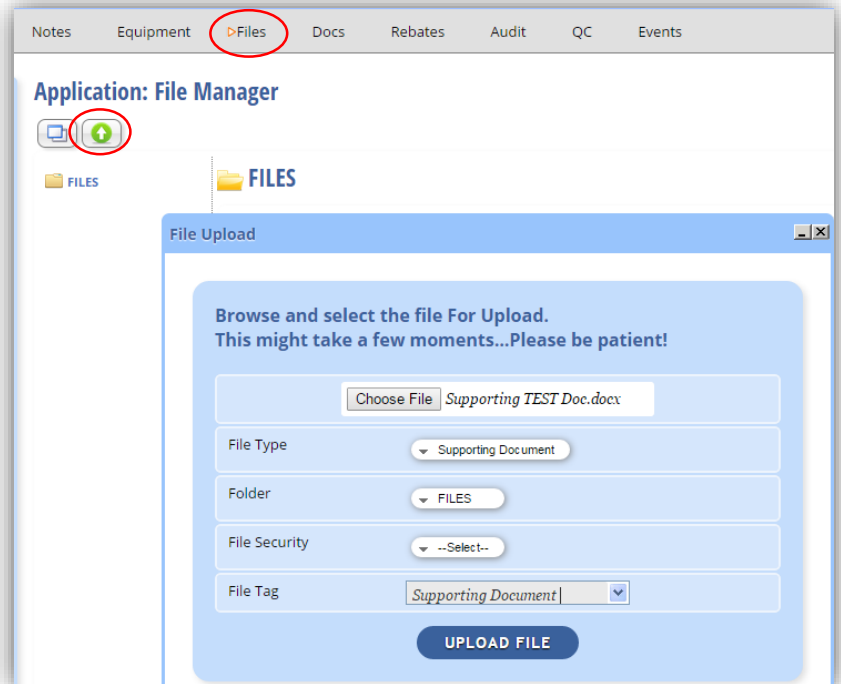 Notes Equipment Files Docs Rebates Audit QC Events
Application: File Manager
FILES
FILES
File Upload
Browse and select the file For Upload.
This might take a few moments...Please be patient!
Choose File Supporting TEST Doc.docx
File Type Supporting Document
Folder FILES
File Security --Select--
File Tag Supporting Document
UPLOAD FILE